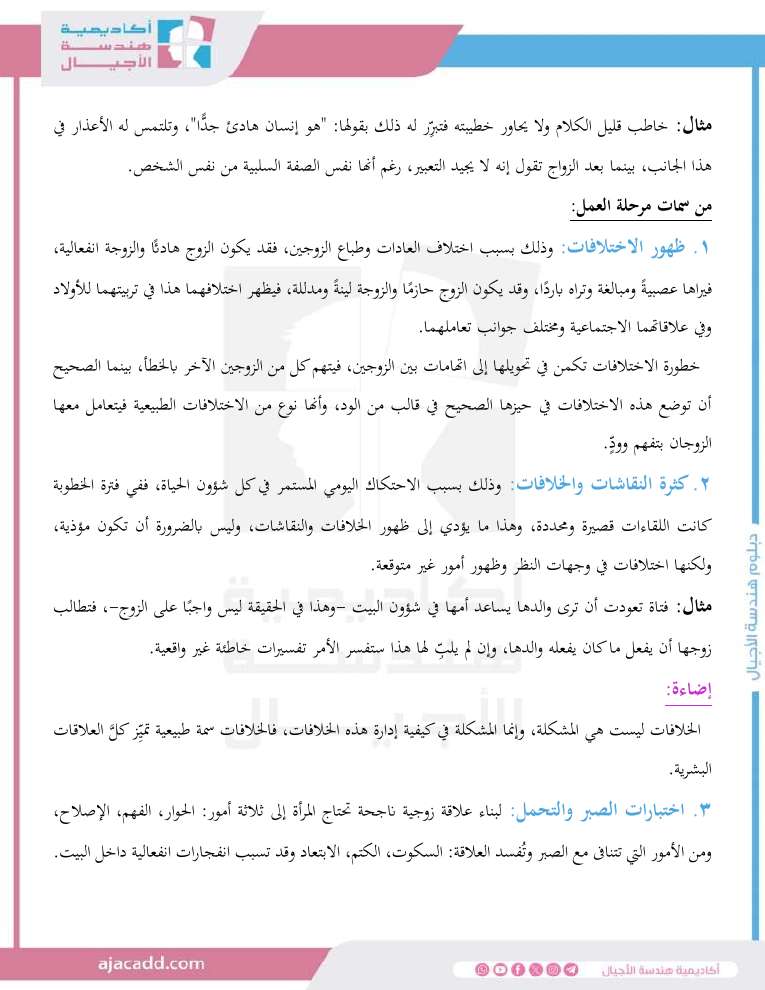 أكاديمية
هندسة
الأجيال
مثال: خاطب قليل الكلام ولا يحاور خطيبته فتبرِّر له ذلك بقولها: "هو إنسان هادئ جدًّا"، وتلتمس له الأعذار في
هذا الجانب، بينما بعد الزواج تقول إنه لا يجيد التعبير، رغم أنها نفس الصفة السلبية من نفس الشخص.
من سمات مرحلة العمل:
١. ظهور الاختلافات: وذلك بسبب اختلاف العادات وطباع الزوجين، فقد يكون الزوج هادئًا والزوجة انفعالية،
فيراها عصبيةً ومبالغة وتراه باردًا، وقد يكون الزوج حازمًا والزوجة لينةً ومدللة، فيظهر اختلافهما هذا في تربيتهما للأولاد
وفي علاقاتهما الاجتماعية ومختلف جوانب تعاملهما.
خطورة الاختلافات تكمن في تحويلها إلى اتهامات بين الزوجين، فيتهم كل من الزوجين الآخر بالخطأ، بينما الصحيح
أن توضع هذه الاختلافات في حيزها الصحيح في قالب من الود، وأنها نوع من الاختلافات الطبيعية فيتعامل معها
الزوجان بتفهم وودٍّ.
٢. كثرة النقاشات والخلافات: وذلك بسبب الاحتكاك اليومي المستمر في كل شؤون الحياة، ففي فترة الخطوبة
كانت اللقاءات قصيرة ومحددة، وهذا ما يؤدي إلى ظهور الخلافات والنقاشات، وليس بالضرورة أن تكون مؤذية،
ولكنها اختلافات في وجهات النظر وظهور أمور غير متوقعة.
مثال: فتاة تعودت أن ترى والدها يساعد أمها في شؤون البيت –وهذا في الحقيقة ليس واجبًا على الزوج–، فتطالب
زوجها أن يفعل ما كان يفعله والدها، وإن لم يلبِّ لها هذا ستفسر الأمر تفسيرات خاطئة غير واقعية.
إضاءة:
الخلافات ليست هي المشكلة، وإنما المشكلة في كيفية إدارة هذه الخلافات، فالخلافات سمة طبيعية تميِّز كلَّ العلاقات
البشرية.
٣. اختبارات الصبر والتحمل: لبناء علاقة زوجية ناجحة تحتاج المرأة إلى ثلاثة أمور: الحوار، الفهم، الإصلاح،
ومن الأمور التي تتنافى مع الصبر وتُفسد العلاقة: السكوت، الكتم، الابتعاد وقد تسبب انفجارات انفعالية داخل البيت.
دبلوم هندسة الأجيال
أكاديمية
هندسة
الأجيال
أكاديمية هندسة الأجيال
ajacadd.com